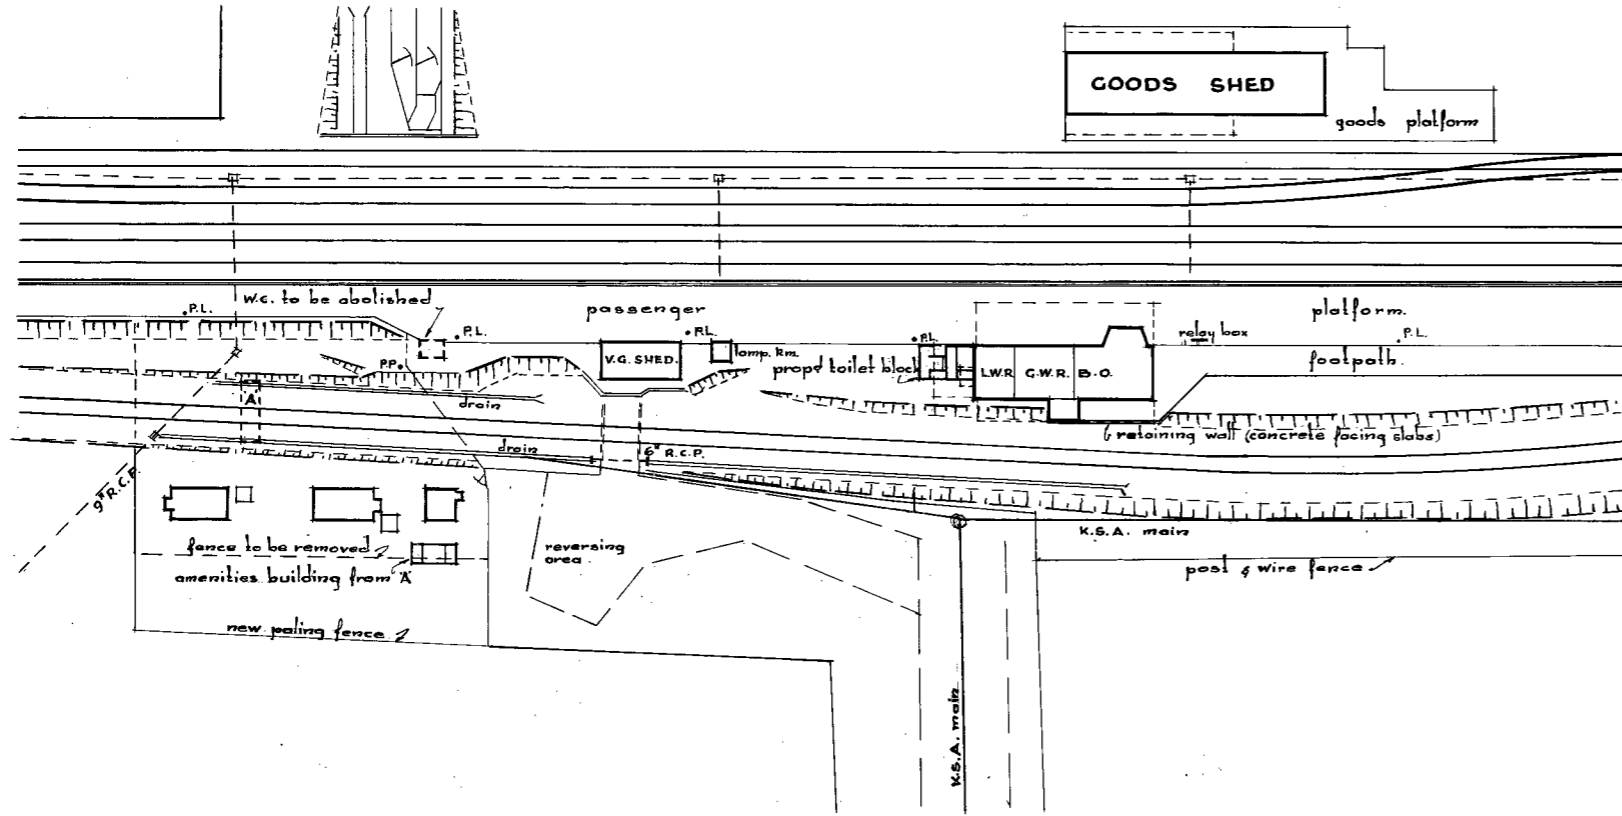 GOODS SHED
goods platform
W.C. to be abolished
P.L.
passenger
platform.
P.L.
P.L.
P.L.
relay box
P.L.
V.G. SHED.
lamp. rm.
footpath.
P.P.
prop'd toilet block
L.W.R. G.W.R. B.O.
A
drain
retaining wall (concrete facing slabs)
drain
6" R.C.P.
9" R.C.P.
K.S.A. main
fence to be removed
reversing
area
post & wire fence
amenities building from 'A'
new paling fence
K.S.A. main